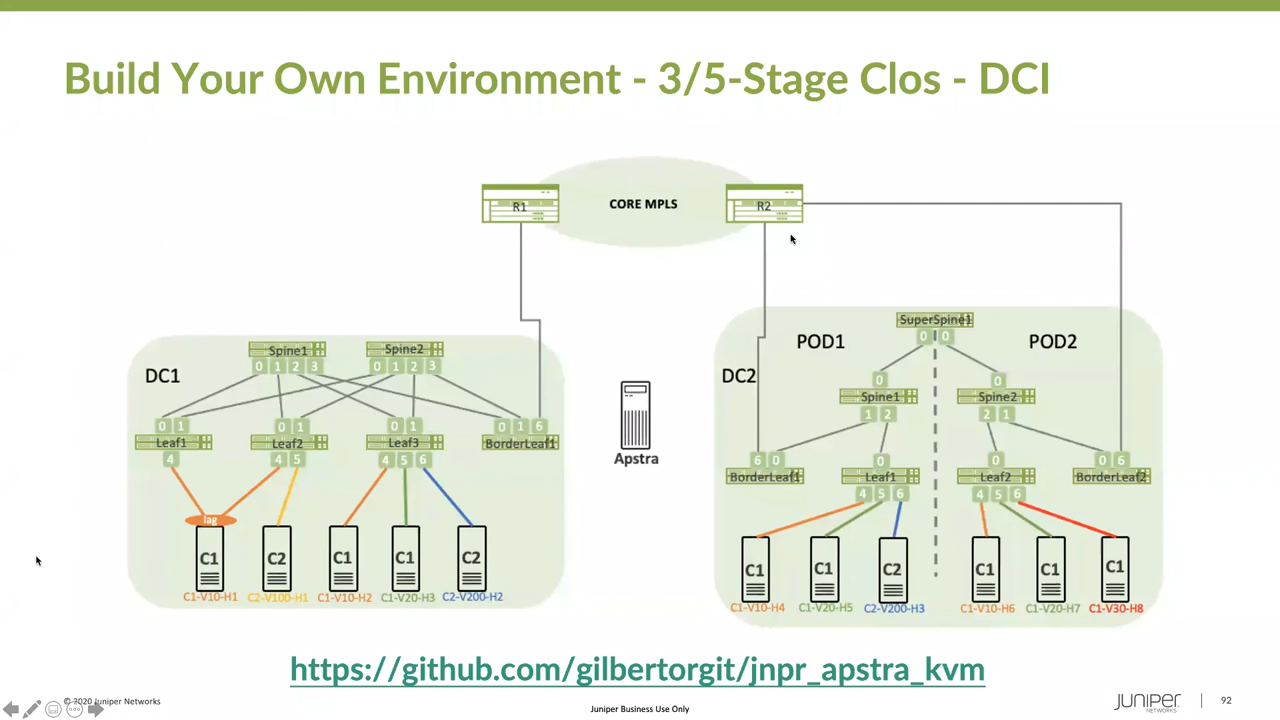 Build Your Own Environment - 3/5-Stage Clos - DCI
R1
CORE MPLS
R2
DC1
Spine1
0 1 2 3
Spine2
0 1 2 3
0 1
Leaf1
4
0 1
Leaf2
4 5
0 1
Leaf3
4 5 6
0 1 6
BorderLeaf1
lag
C1
C2
C1
C1
C2
C1-V10-H1
C2-V100-H1
C1-V10-H2
C1-V20-H3
C2-V200-H2
Apstra
DC2
POD1
SuperSpine1
0 0
POD2
0
Spine1
1 2
0
Spine2
2 1
6 0
BorderLeaf1
0
Leaf1
4 5 6
0
Leaf2
4 5 6
0 6
BorderLeaf2
C1
C1
C2
C1
C1
C1
C1-V10-H4
C1-V20-H5
C2-V200-H3
C1-V10-H6
C1-V20-H7
C1-V30-H8
https://github.com/gilbertorgit/jnpr_apstra_kvm
© 2020 Juniper Networks
Juniper Business Use Only
JUNIPER
NETWORKS
92